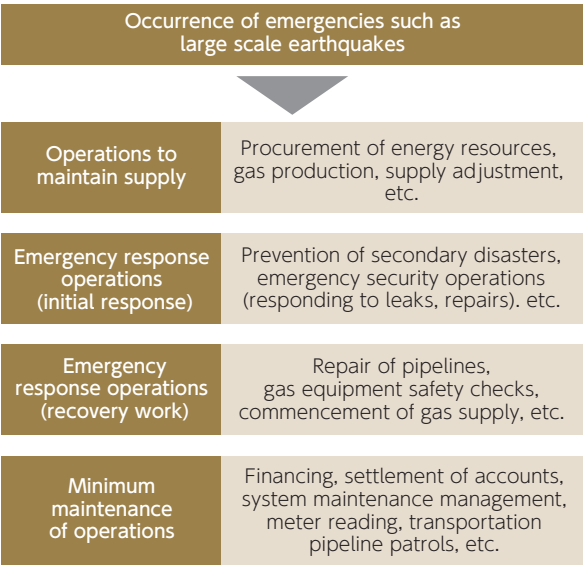 Occurrence of emergencies such as
large scale earthquakes
Operations to
maintain supply
Procurement of energy resources,
gas production, supply adjustment,
etc.
Emergency response
operations
(initial response)
Prevention of secondary disasters,
emergency security operations
(responding to leaks, repairs). etc.
Emergency
response operations
(recovery work)
Repair of pipelines,
gas equipment safety checks,
commencement of gas supply, etc.
Minimum
maintenance
of operations
Financing, settlement of accounts,
system maintenance management,
meter reading, transportation
pipeline patrols, etc.